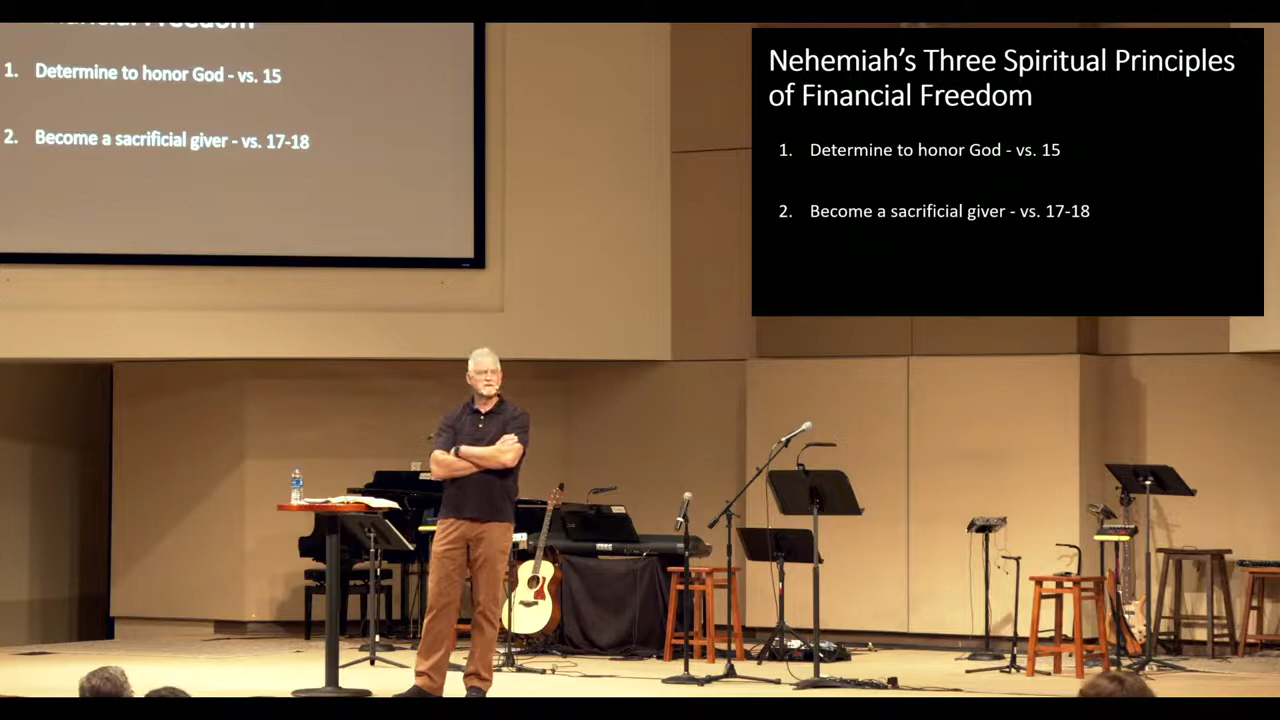 Freedom
1. Determine to honor God - vs. 15
2. Become a sacrificial giver - vs. 17-18
Nehemiah's Three Spiritual Principles
of Financial Freedom
1. Determine to honor God - vs. 15
2. Become a sacrificial giver - vs. 17-18